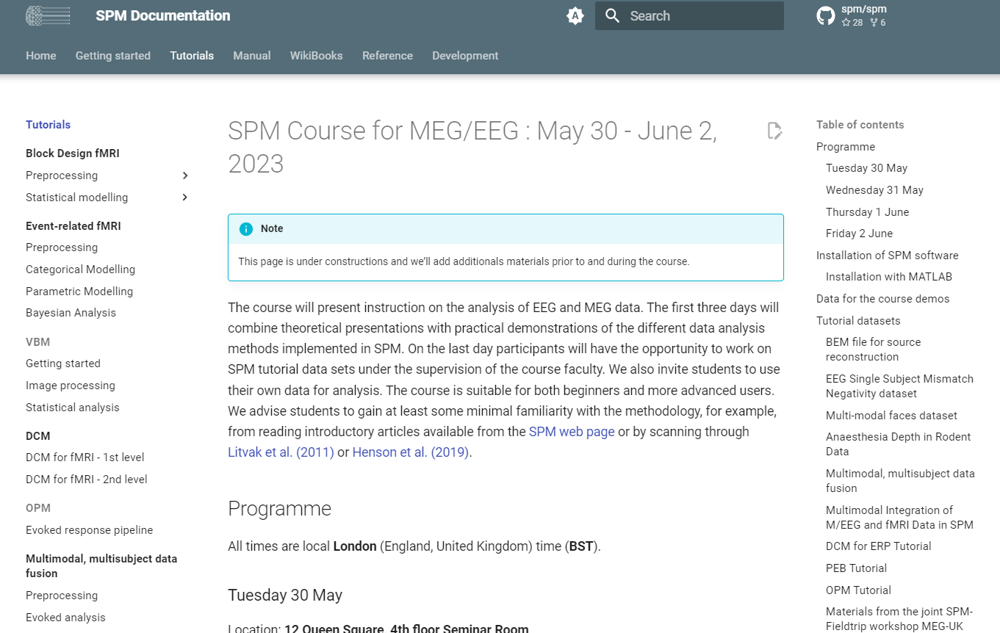 SPM Documentation
A
Search
spm/spm
28 6
Home Getting started Tutorials Manual WikiBooks Reference Development
Tutorials
Block Design fMRI
Preprocessing
Statistical modelling
Event-related fMRI
Preprocessing
Categorical Modelling
Parametric Modelling
Bayesian Analysis
VBM
Getting started
Image processing
Statistical analysis
DCM
DCM for fMRI - 1st level
DCM for fMRI - 2nd level
OPM
Evoked response pipeline
Multimodal, multisubject data
fusion
Preprocessing
Evoked analysis
SPM Course for MEG/EEG : May 30 - June 2,
2023
Note
This page is under constructions and we'll add additionals materials prior to and during the course.
The course will present instruction on the analysis of EEG and MEG data. The first three days will
combine theoretical presentations with practical demonstrations of the different data analysis
methods implemented in SPM. On the last day participants will have the opportunity to work on
SPM tutorial data sets under the supervision of the course faculty. We also invite students to use
their own data for analysis. The course is suitable for both beginners and more advanced users.
We advise students to gain at least some minimal familiarity with the methodology, for example,
from reading introductory articles available from the SPM web page or by scanning through
Litvak et al. (2011) or Henson et al. (2019).
Programme
All times are local London (England, United Kingdom) time (BST).
Tuesday 30 May
Location: 12 Queen Square, 4th floor Seminar Room
Table of contents
Programme
Tuesday 30 May
Wednesday 31 May
Thursday 1 June
Friday 2 June
Installation of SPM software
Installation with MATLAB
Data for the course demos
Tutorial datasets
BEM file for source
reconstruction
EEG Single Subject Mismatch
Negativity dataset
Multi-modal faces dataset
Anaesthesia Depth in Rodent
Data
Multimodal, multisubject data
fusion
Multimodal Integration of
M/EEG and fMRI Data in SPM
DCM for ERP Tutorial
PEB Tutorial
OPM Tutorial
Materials from the joint SPM-
Fieldtrip workshop MEG-UK